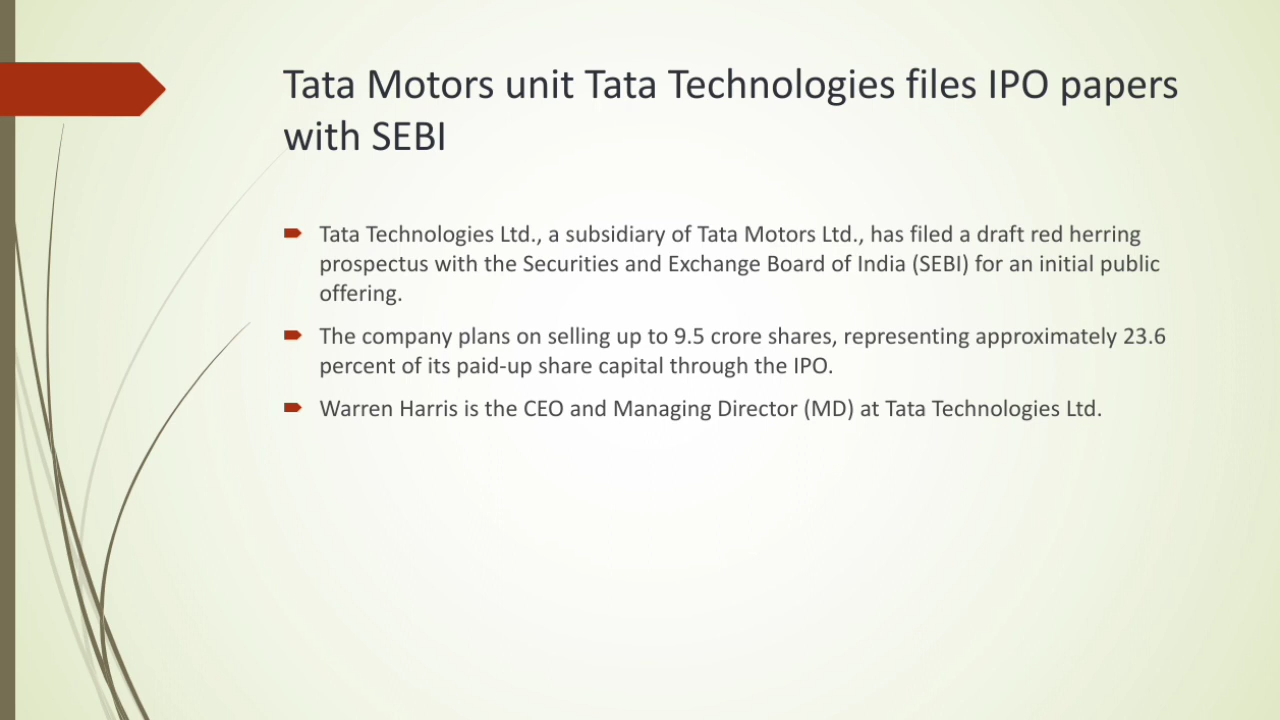 Tata Motors unit Tata Technologies files IPO papers
with SEBI
Tata Technologies Ltd., a subsidiary of Tata Motors Ltd., has filed a draft red herring
prospectus with the Securities and Exchange Board of India (SEBI) for an initial public
offering.
The company plans on selling up to 9.5 crore shares, representing approximately 23.6
percent of its paid-up share capital through the IPO.
Warren Harris is the CEO and Managing Director (MD) at Tata Technologies Ltd.